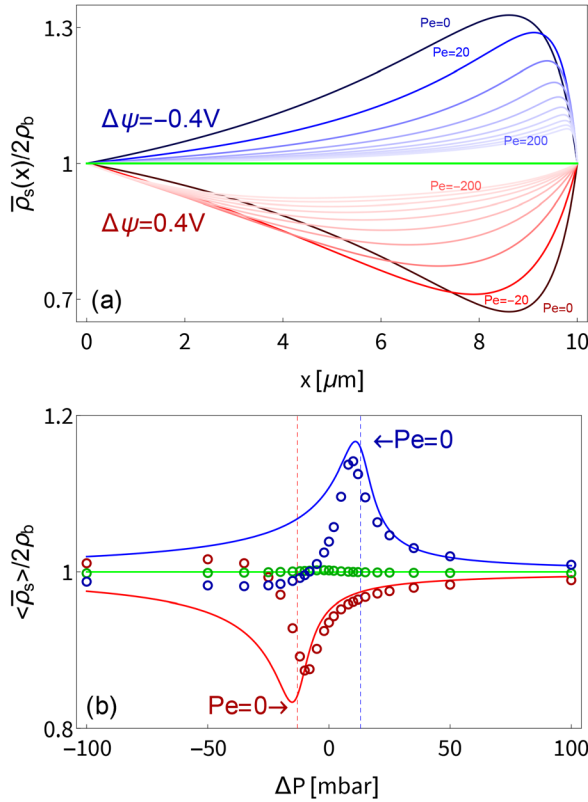 1.3
1
0.7
ρ̅s(x)/2ρb
Pe=0
Pe=20
Δψ=−0.4V
Pe=200
Pe=−200
Δψ=0.4V
Pe=−20
Pe=0
(a)
0 2 4 6 8 10
x [μm]
1.2
1
0.8
<ρ̅s>/2ρb
←Pe=0
Pe=0→
(b)
−100 −50 0 50 100
ΔP [mbar]